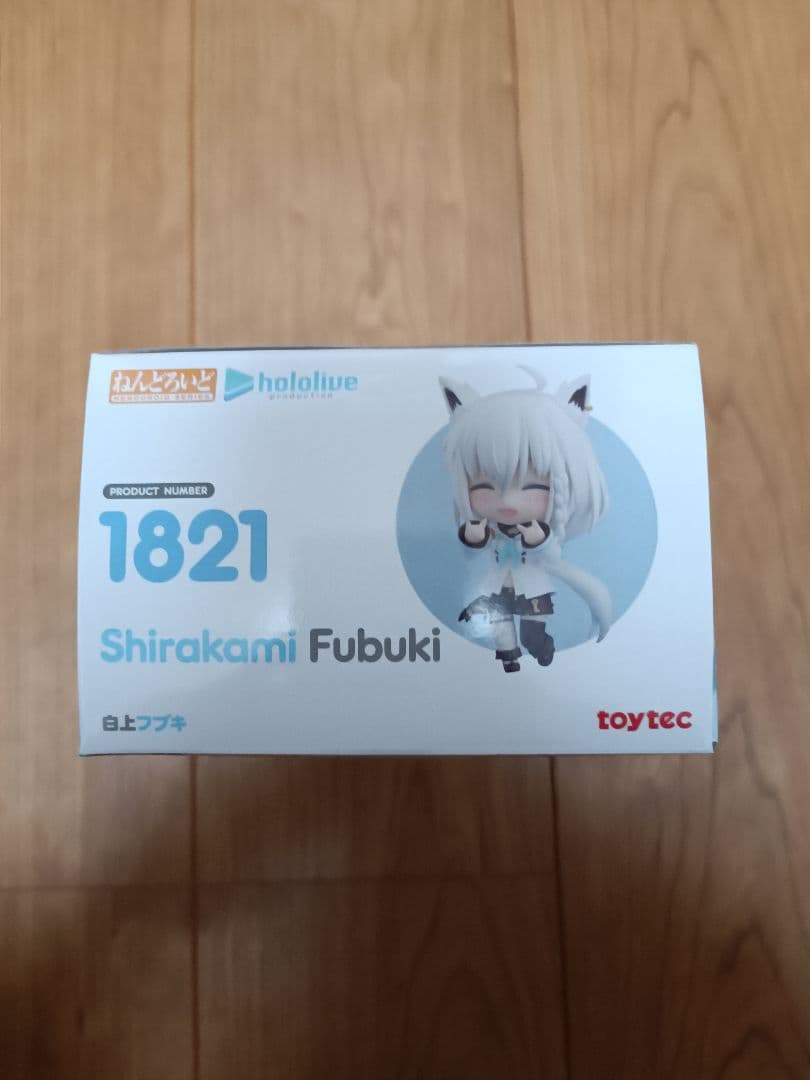 ねんどろいど
NENDOROID SERIES
hololive
production
PRODUCT NUMBER
1821
Shirakami Fubuki
白上フブキ
toytec